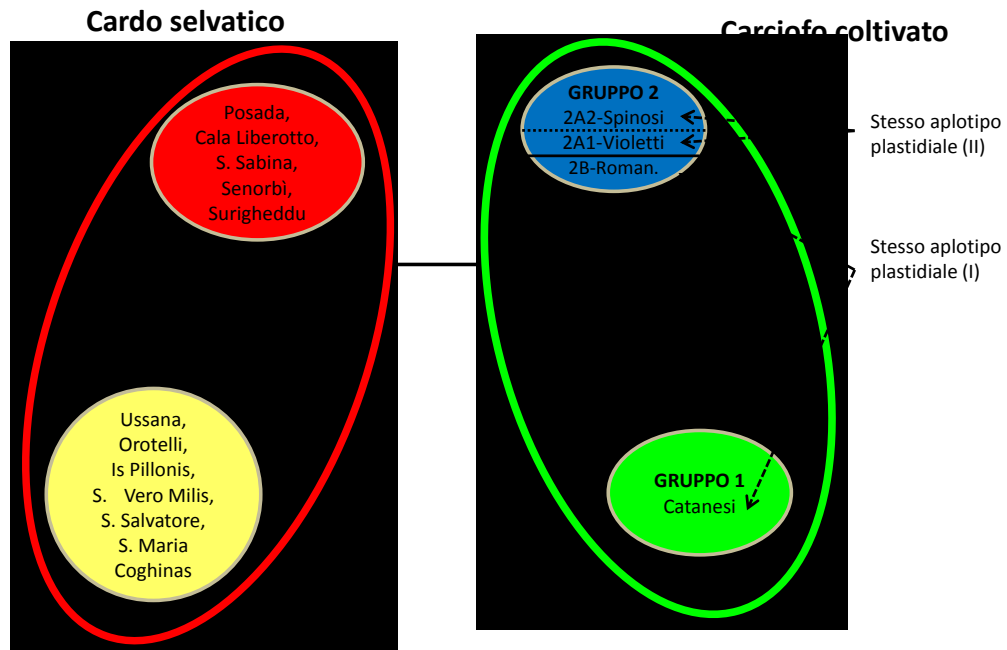 Cardo selvatico
Carciofo coltivato
Posada,
Cala Liberotto,
S. Sabina,
Senorbì,
Surigheddu
Ussana,
Orotelli,
Is Pillonis,
S. Vero Milis,
S. Salvatore,
S. Maria
Coghinas
GRUPPO 2
2A2-Spinosi
2A1-Violetti
2B-Roman.
GRUPPO 1
Catanesi
Stesso aplotipo
plastidiale (II)
Stesso aplotipo
plastidiale (I)